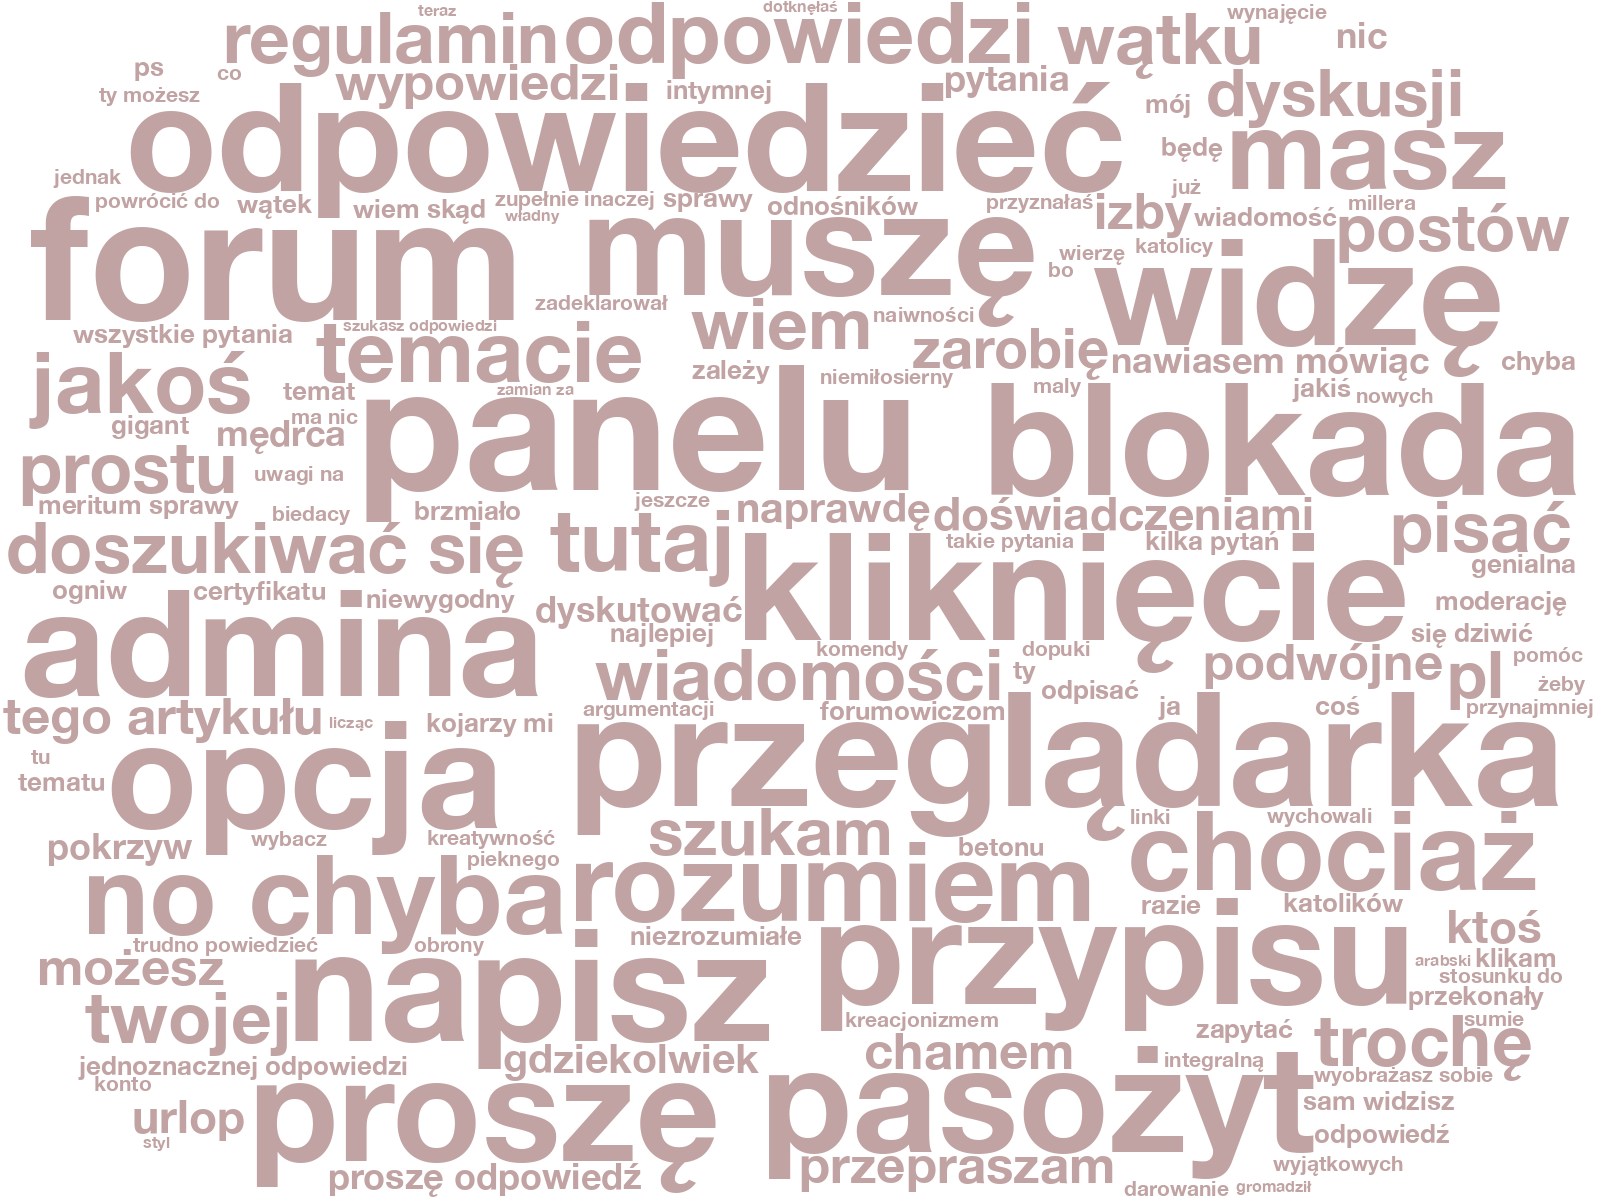 teraz
dotknęłaś
wynajęcie
regulamin
odpowiedzi
wątku
nic
ps
co
wypowiedzi
intymnej
pytania
dyskusji
ty możesz
mój
odpowiedzieć
będę
masz
jednak
już
powrócić do
wątek
wiem skąd
zupełnie inaczej
władny
sprawy
odnośników
przyznałaś
izby
wiadomość
millera
postów
forum
muszę
wierzę
katolicy
bo
widzę
zadeklarował
wszystkie pytania
szukasz odpowiedzi
temacie
wiem
naiwności
zarobię
nawiasem mówiąc
chyba
jakoś
temat
zamian za
zależy
niemiłosierny
maly
jakiś
nowych
gigant
ma nic
mędrca
panelu
blokada
prostu
uwagi na
meritum sprawy
biedacy
brzmiało
jeszcze
naprawdę
doświadczeniami
pisać
doszukiwać się
tutaj
takie pytania
kilka pytań
genialna
kliknięcie
ogniw
certyfikatu
niewygodny
dyskutować
moderację
najlepiej
się dziwić
admina
komendy
dopuki
wiadomości
ty
podwójne
pl
pomóc
odpisać
żeby
tego artykułu
licząc
kojarzy mi
argumentacji
forumowiczom
ja
coś
przynajmniej
tu
tematu
opcja
przeglądarka
linki
wychowali
pokrzyw
wybacz
kreatywność
szukam
pieknego
betonu
chociaż
no chyba
rozumiem
razie
katolików
trudno powiedzieć
obrony
niezrozumiałe
ktoś
możesz
napisz
przypisu
arabski
klikam
stosunku do
przekonały
twojej
kreacjonizmem
zapytać
sumie
trochę
jednoznacznej odpowiedzi
gdziekolwiek
chamem
integralną
konto
wyobrażasz sobie
urlop
proszę
pasożyt
sam widzisz
styl
odpowiedź
proszę odpowiedź
przepraszam
wyjątkowych
darowanie
gromadził